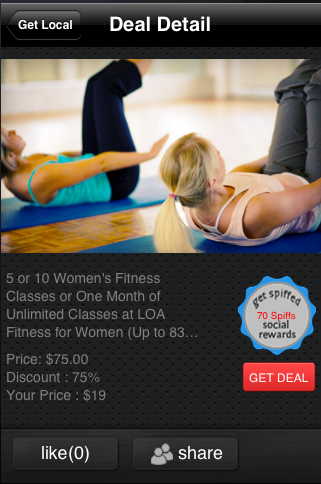 Get Local
Deal Detail
5 or 10 Women's Fitness
Classes or One Month of
Unlimited Classes at LOA
Fitness for Women (Up to 83...
get spiffed
70 Spiffs
social
rewards
Price: $75.00
Discount : 75%
Your Price : $19
GET DEAL
like(0)
share